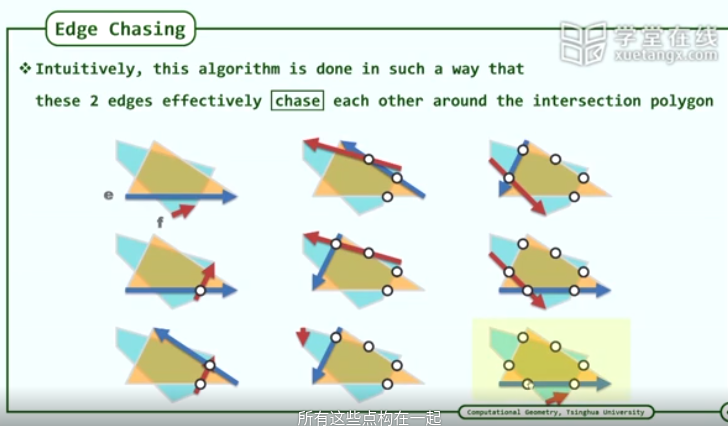 Edge Chasing
学堂在线
xuetangx.com
❖Intuitively, this algorithm is done in such a way that
these 2 edges effectively chase each other around the intersection polygon
e
f
所有这些点构在一起
Computational Geometry, Tsinghua University